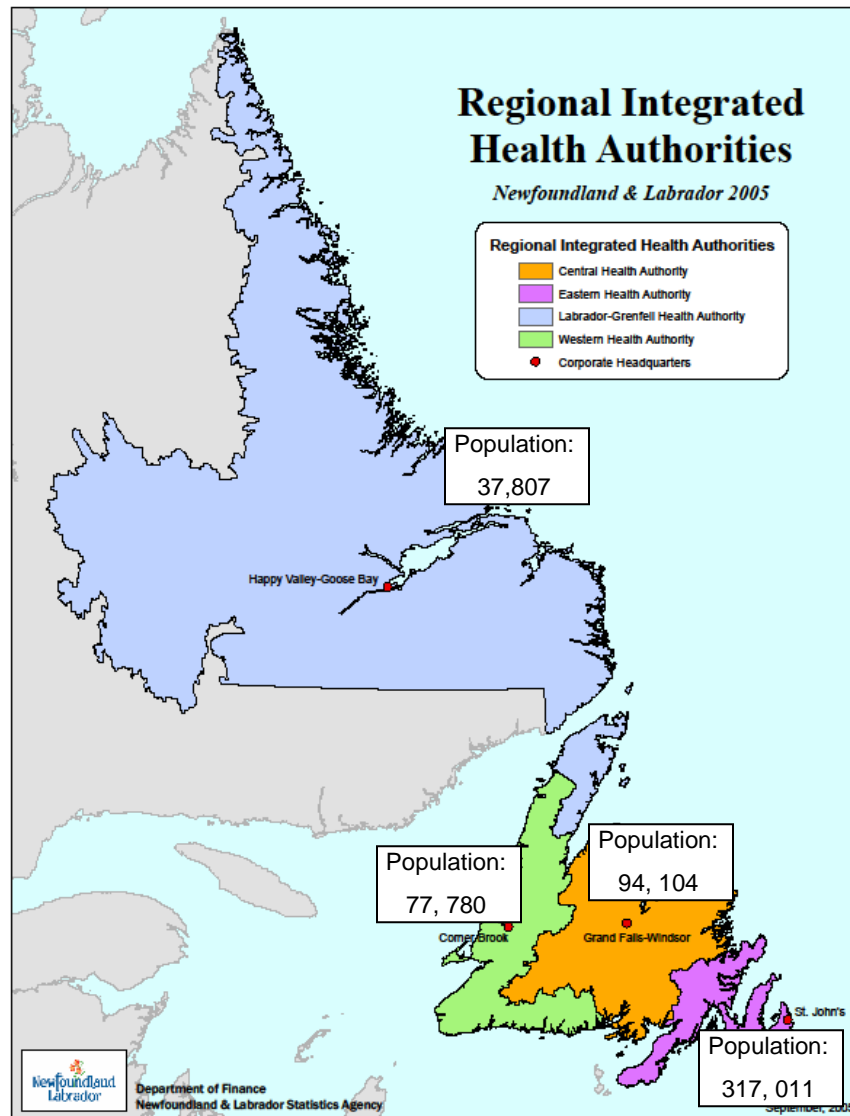 Regional Integrated
Health Authorities
Newfoundland & Labrador 2005
Regional Integrated Health Authorities
Central Health Authority
Eastern Health Authority
Labrador-Grenfell Health Authority
Western Health Authority
Corporate Headquarters
Population:
37,807
Happy Valley-Goose Bay
Population:
77, 780
Population:
94, 104
Corner Brook
Grand Falls-Windsor
St. John's
Population:
317, 011
Newfoundland
Labrador
Department of Finance
Newfoundland & Labrador Statistics Agency
September, 2005